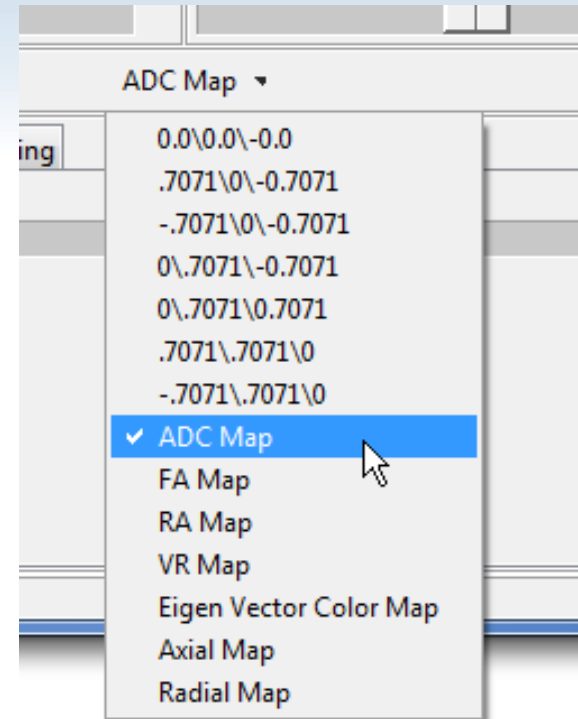 ADC Map
ing
0.0\0.0\-0.0
.7071\0\-0.7071
-.7071\0\-0.7071
0\.7071\-0.7071
0\.7071\0.7071
.7071\.7071\0
-.7071\.7071\0
ADC Map
FA Map
RA Map
VR Map
Eigen Vector Color Map
Axial Map
Radial Map